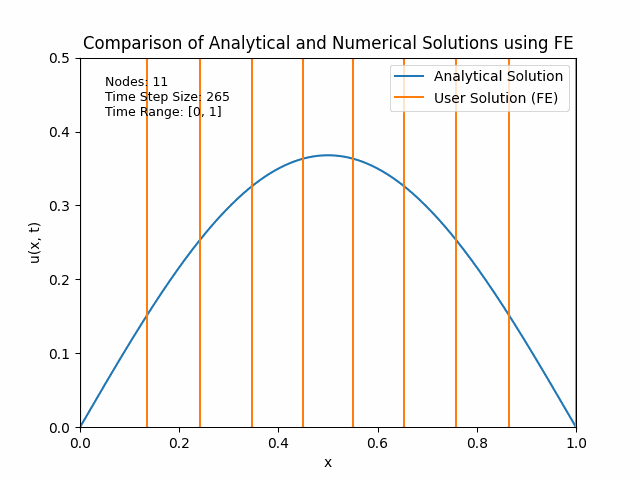 Comparison of Analytical and Numerical Solutions using FE
Nodes: 11
Time Step Size: 265
Time Range: [0, 1]
Analytical Solution
User Solution (FE)
0.5
0.4
0.3
0.2
0.1
0.0
u(x, t)
0.0 0.2 0.4 0.6 0.8 1.0
x